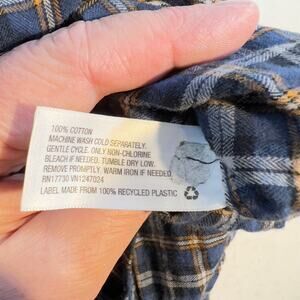 100% COTTON
MACHINE WASH COLD SEPARATELY.
GENTLE CYCLE. ONLY NON-CHLORINE
BLEACH IF NEEDED. TUMBLE DRY LOW.
REMOVE PROMPTLY. WARM IRON IF NEEDED.
RN17730 VN1247024
LABEL MADE FROM 100% RECYCLED PLASTIC